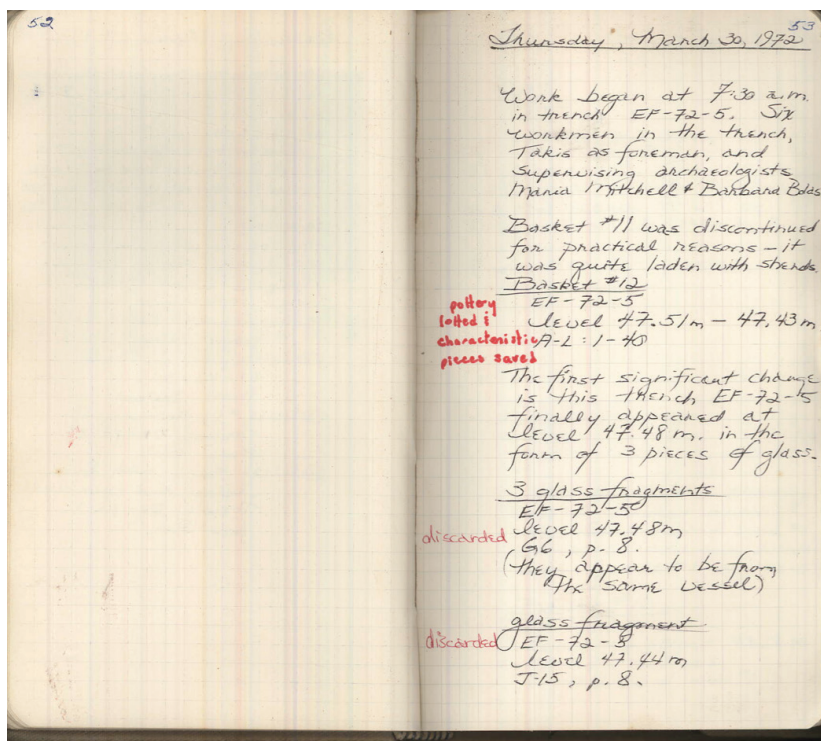 52
53
Thursday, March 30, 1972
Work began at 7:30 a.m.
in trench EF-72-5. Six
workmen in the trench,
Takis as foreman, and
supervising archaeologists
Maria Mitchell & Barbara
Basket #11 was discontinued
for practical reasons - it
was quite laden with sherds.
Basket #12
EF-72-5
level 47.51m - 47.43m
A-L : 1-40
pottery
lotted &
characteristic
pieces saved
The first significant change
is this trench EF-72-5
finally appeared at
level 47.48 m. in the
form of 3 pieces of glass.
3 glass fragments
EF-72-5
level 47.48m
G6, p. 8.
(they appear to be from
the same vessel)
discarded
glass fragment
EF-72-5
level 47.44m
J-15, p. 8.
discarded